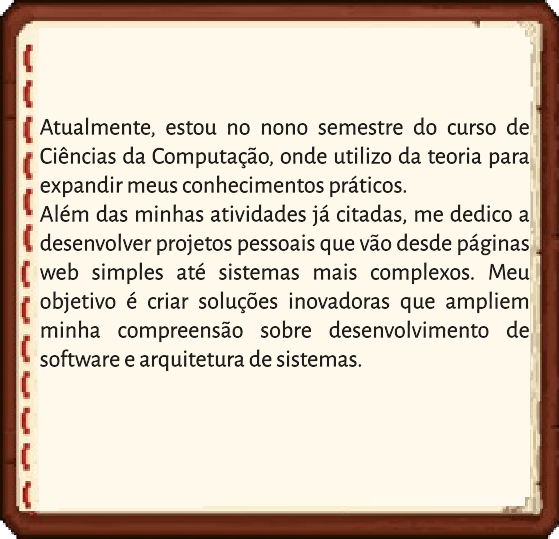 Atualmente, estou no nono semestre do curso de
Ciências da Computação, onde utilizo da teoria para
expandir meus conhecimentos práticos.
Além das minhas atividades já citadas, me dedico a
desenvolver projetos pessoais que vão desde páginas
web simples até sistemas mais complexos. Meu
objetivo é criar soluções inovadoras que ampliem
minha compreensão sobre desenvolvimento de
software e arquitetura de sistemas.